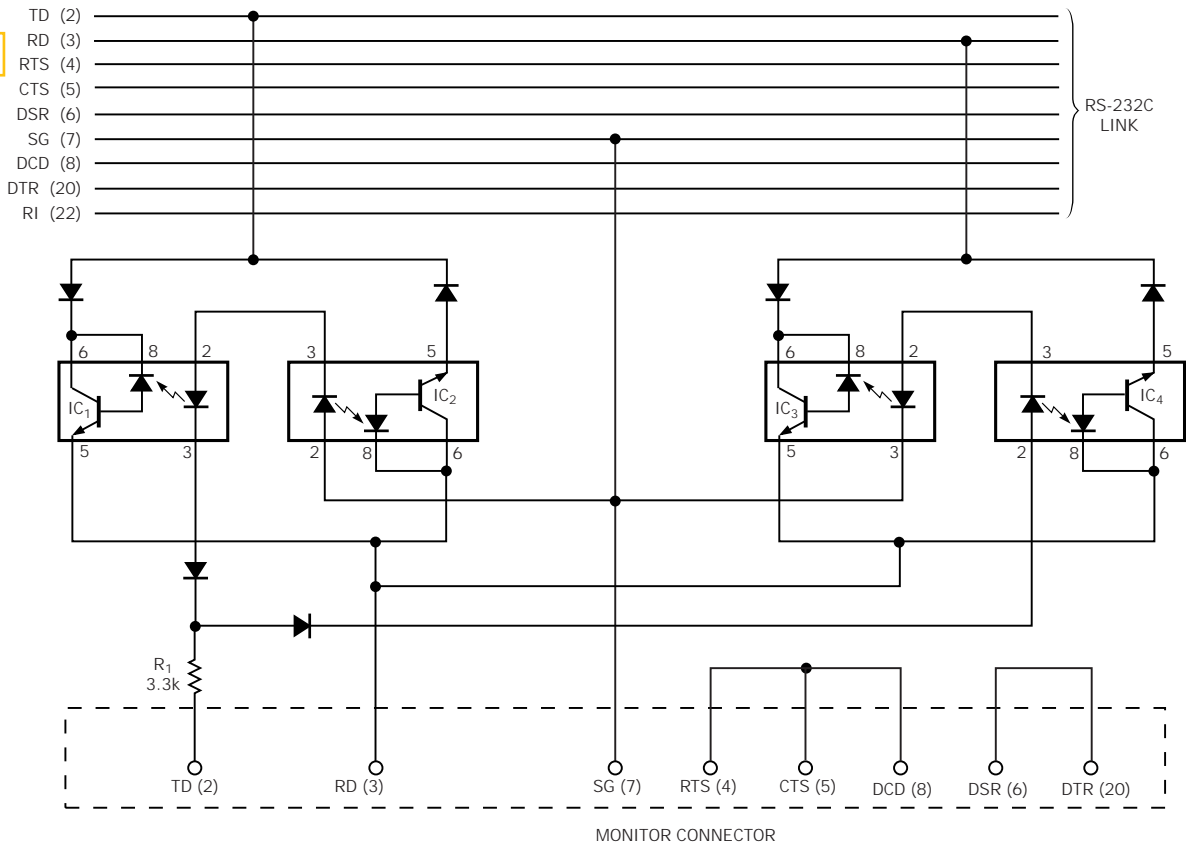 TD (2)
RD (3)
RTS (4)
CTS (5)
DSR (6)
SG (7)
DCD (8)
DTR (20)
RI (22)
RS-232C
LINK
6 8 2 3 5 6 8 2 3 5
IC1 IC2 IC3 IC4
5 3 2 8 6 5 3 2 8 6
R1
3.3k
TD (2) RD (3) SG (7) RTS (4) CTS (5) DCD (8) DSR (6) DTR (20)
MONITOR CONNECTOR